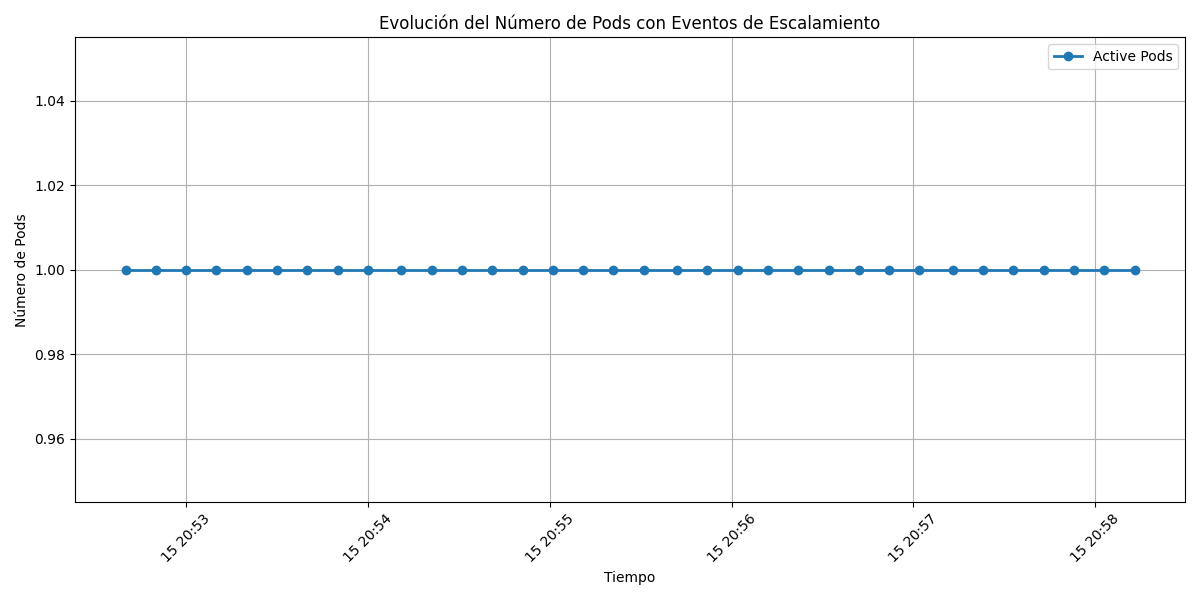 Evolución del Número de Pods con Eventos de Escalamiento
Active Pods
1.04
1.02
1.00
0.98
0.96
Número de Pods
15 20:53
15 20:54
15 20:55
15 20:56
15 20:57
15 20:58
Tiempo